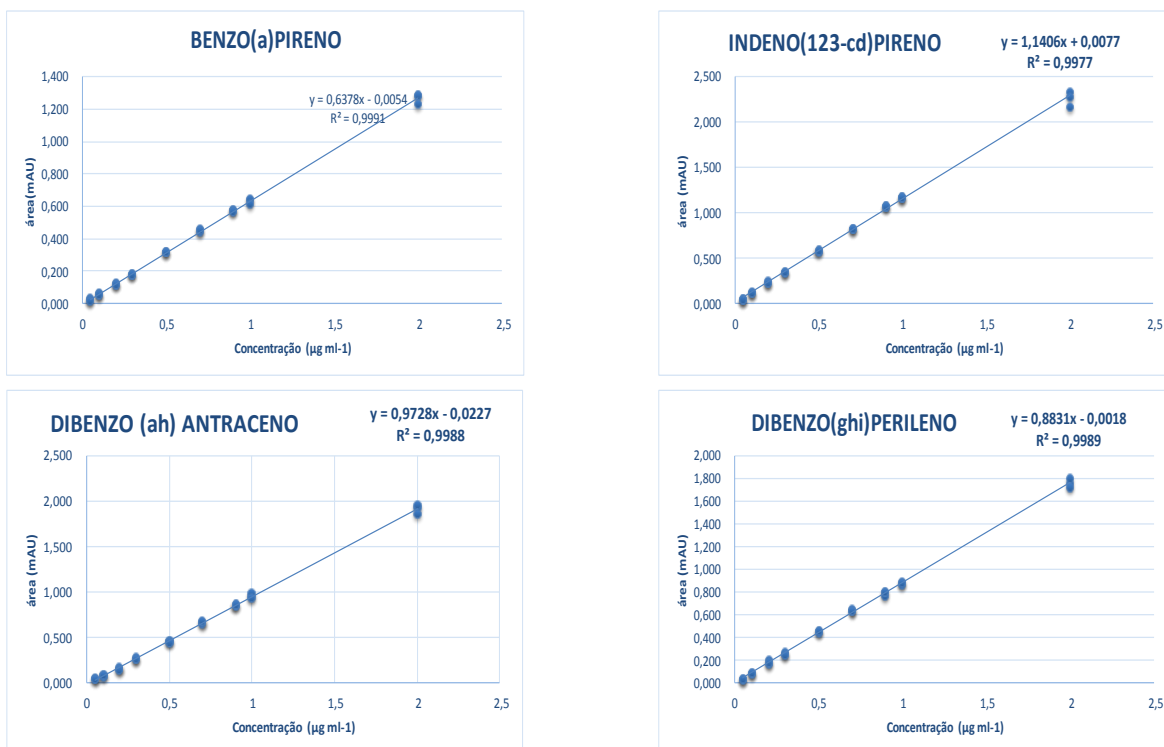 BENZO(a)PIRENO
y = 0,6378x - 0,0054
R² = 0,9991
1,400
1,200
1,000
0,800
0,600
0,400
0,200
0,000
0 0,5 1 1,5 2 2,5
área(mAU)
Concentração (µg ml-1)
INDENO(123-cd)PIRENO
y = 1,1406x + 0,0077
R² = 0,9977
2,500
2,000
1,500
1,000
0,500
0,000
0 0,5 1 1,5 2 2,5
área (mAU)
Concentração (µg ml-1)
DIBENZO (ah) ANTRACENO
y = 0,9728x - 0,0227
R² = 0,9988
2,500
2,000
1,500
1,000
0,500
0,000
0 0,5 1 1,5 2 2,5
área (mAU)
Concentração (µg ml-1)
DIBENZO(ghi)PERILENO
y = 0,8831x - 0,0018
R² = 0,9989
2,000
1,800
1,600
1,400
1,200
1,000
0,800
0,600
0,400
0,200
0,000
0 0,5 1 1,5 2 2,5
área (mAU)
Concentração (µg ml-1)